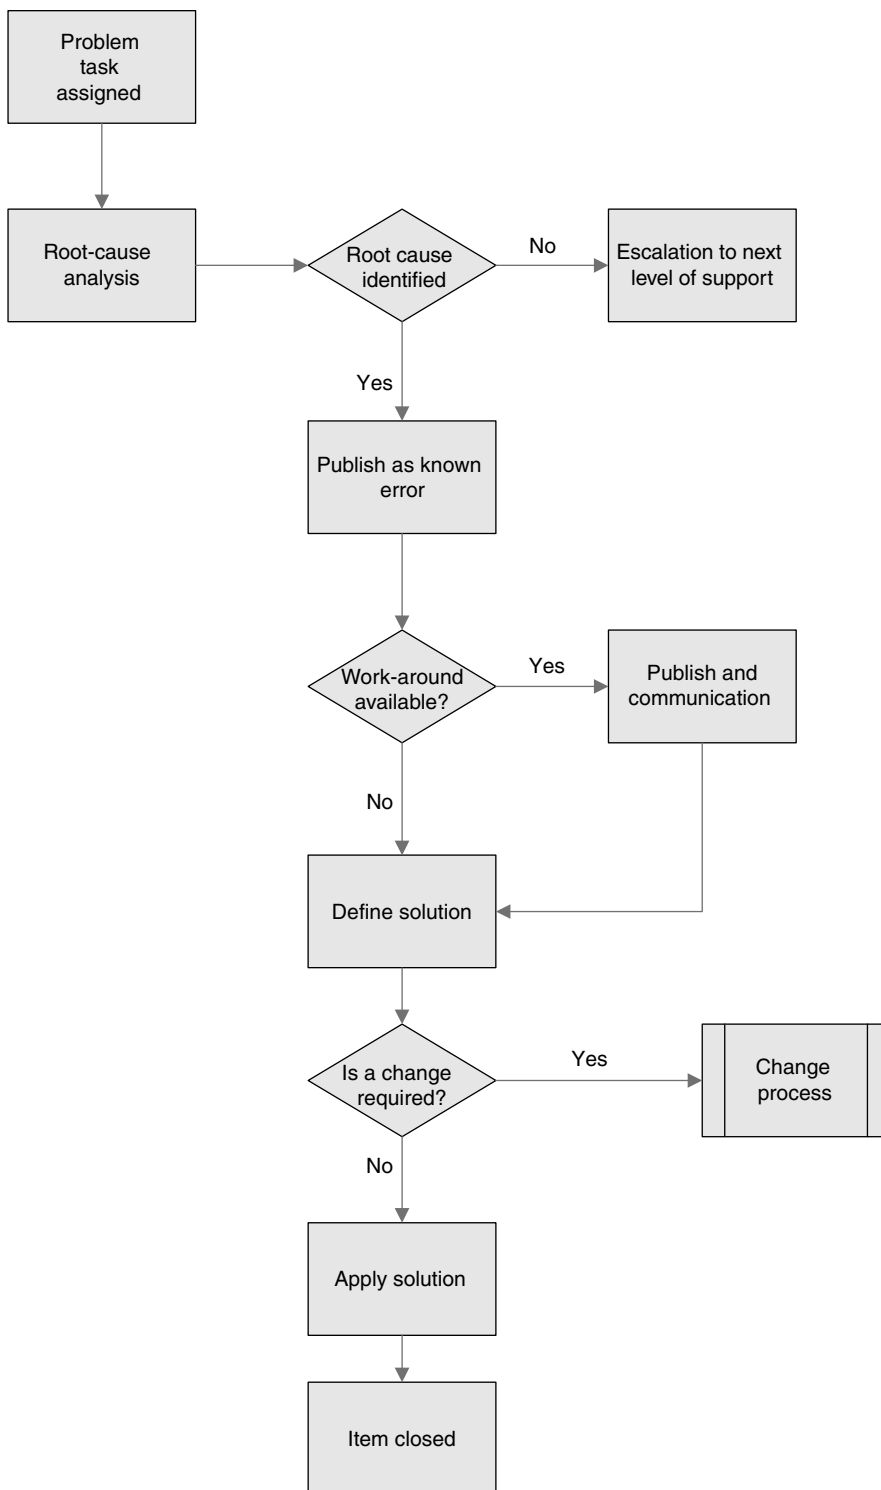 Problem
task
assigned
Root-cause
analysis
Root cause
identified
No
Escalation to next
level of support
Yes
Publish as known
error
Work-around
available?
Yes
Publish and
communication
No
Define solution
Is a change
required?
Yes
Change
process
No
Apply solution
Item closed